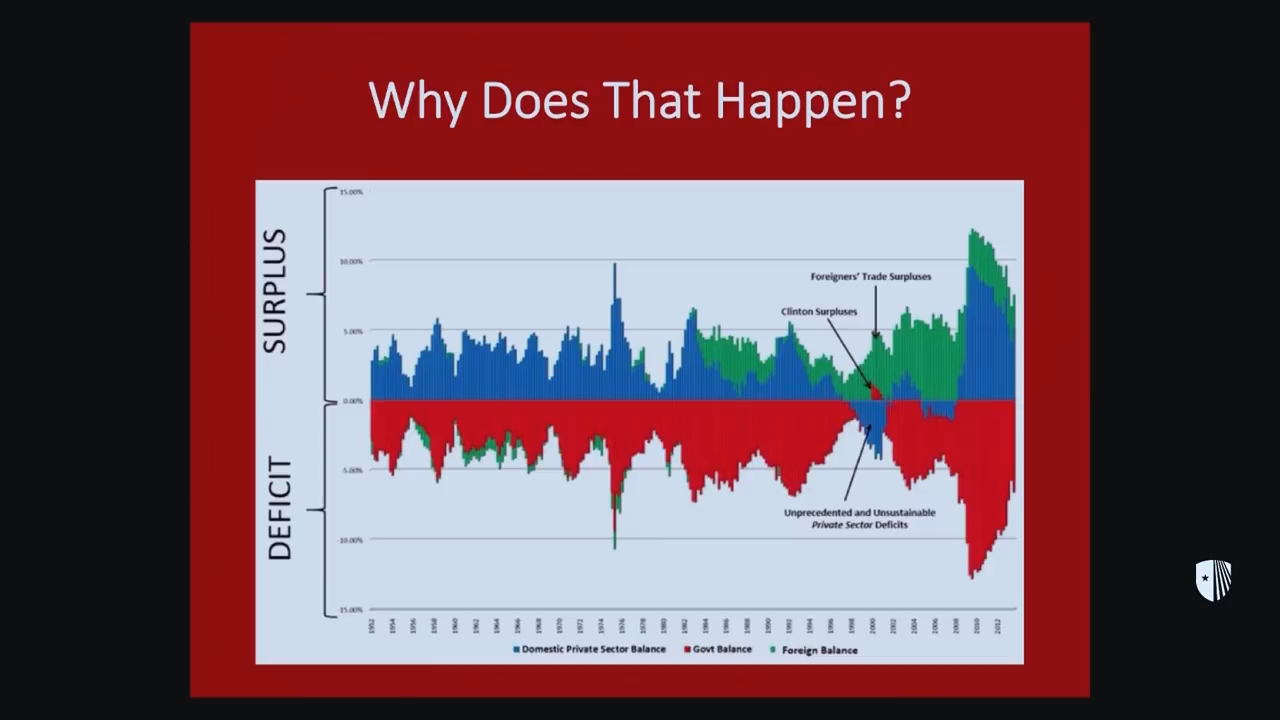 Why Does That Happen?
SURPLUS
DEFICIT
15.00%
10.00%
5.00%
0.00%
-5.00%
-10.00%
15.00%
Foreigners' Trade Surpluses
Clinton Surpluses
Unprecedented and Unsustainable
Private Sector Deficits
1952 1954 1956 1958 1960 1962 1964 1966 1968 1970 1972 1974 1976 1978 1980 1982 1984 1986 1988 1990 1992 1994 1996 1998 2000 2002 2004 2006 2008 2010 2012
Domestic Private Sector Balance Govt Balance Foreign Balance